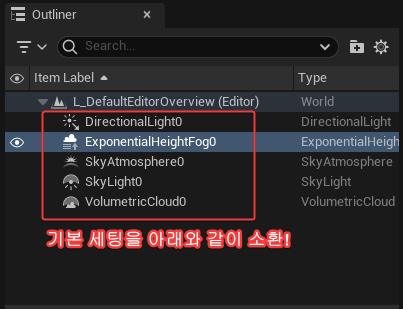 Outliner
Search...
Item Label
Type
L_DefaultEditorOverview (Editor)
World
DirectionalLight0
DirectionalLight
ExponentialHeightFog0
ExponentialHeigh
SkyAtmosphere0
SkyAtmosphere
SkyLight0
SkyLight
VolumetricCloud0
VolumetricCloud
기본 세팅을 아래와 같이 소환!